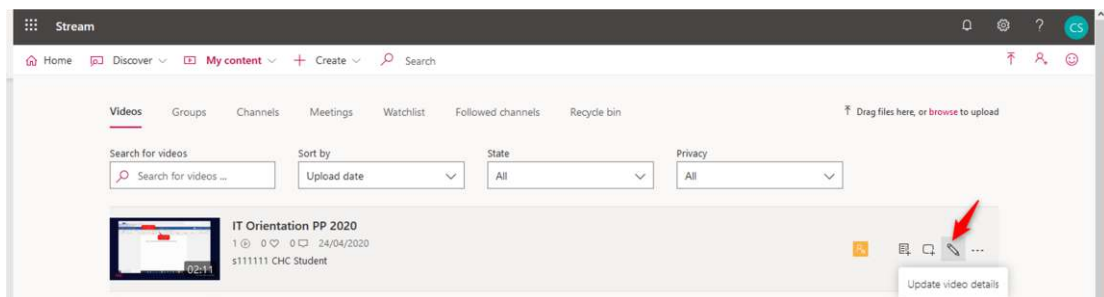 Stream
CS
Home Discover My content Create Search
Videos Groups Channels Meetings Watchlist Followed channels Recycle bin Drag files here, or browse to upload
Search for videos Sort by State Privacy
Search for videos ... Upload date All All
IT Orientation PP 2020
1 0 0 24/04/2020
s111111 CHC Student
02:11
Update video details